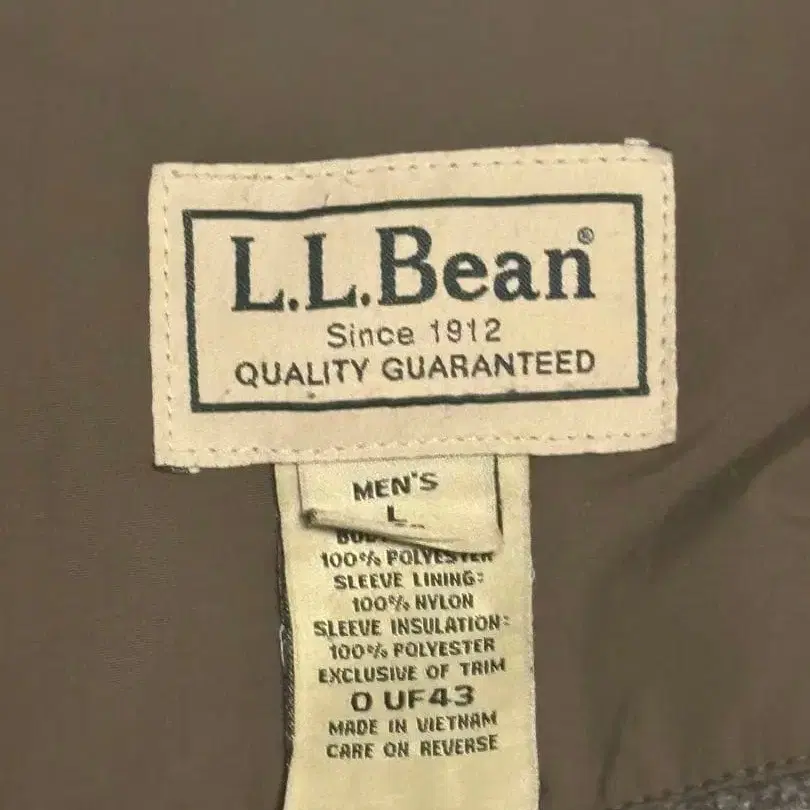 L.L.Bean®
Since 1912
QUALITY GUARANTEED
MEN'S
L
100% POLYESTER
SLEEVE LINING:
100% NYLON
SLEEVE INSULATION:
100% POLYESTER
EXCLUSIVE OF TRIM
0 UF43
MADE IN VIETNAM
CARE ON REVERSE